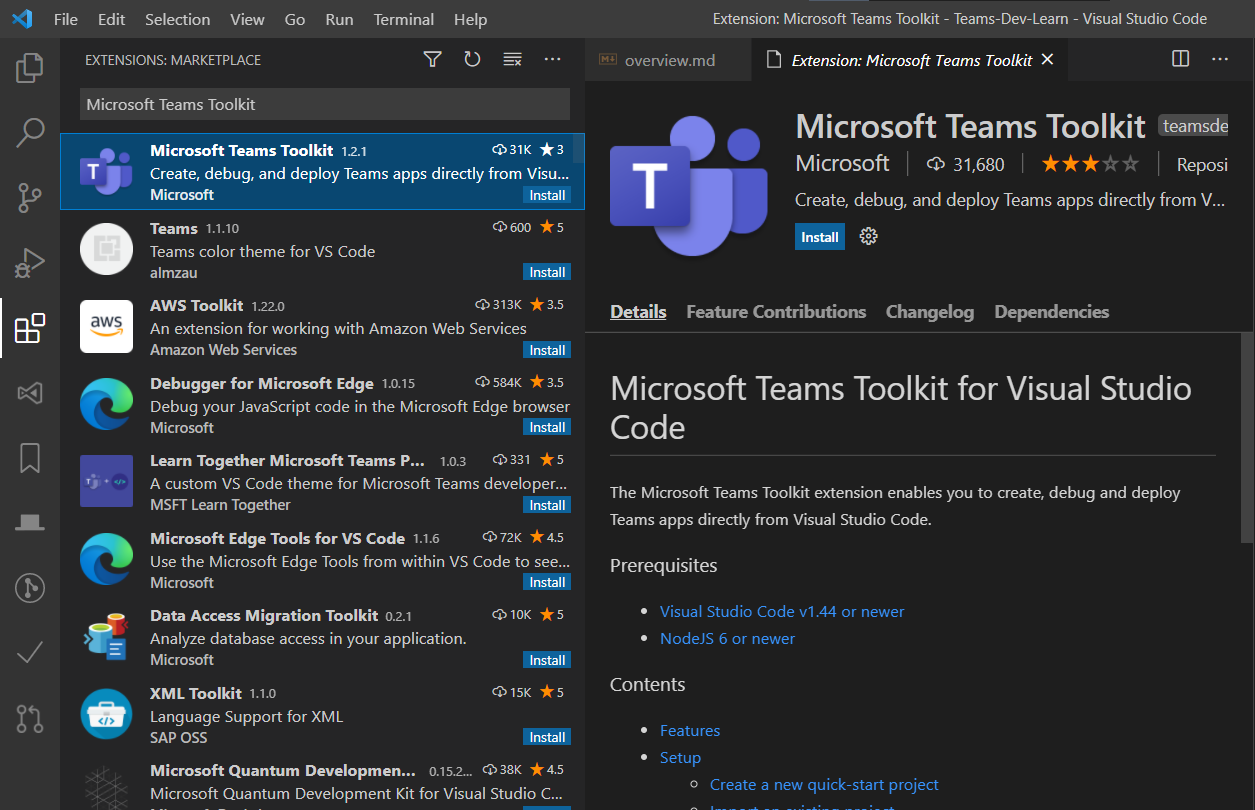 File Edit Selection View Go Run Terminal Help
Extension: Microsoft Teams Toolkit - Teams-Dev-Learn - Visual Studio Code
EXTENSIONS: MARKETPLACE
Microsoft Teams Toolkit
Microsoft Teams Toolkit 1.2.1 31K 3
Create, debug, and deploy Teams apps directly from Visu...
Microsoft Install
Teams 1.1.10 600 5
Teams color theme for VS Code
almzau Install
aws
AWS Toolkit 1.22.0 313K 3.5
An extension for working with Amazon Web Services
Amazon Web Services Install
Debugger for Microsoft Edge 1.0.15 584K 3.5
Debug your JavaScript code in the Microsoft Edge browser
Microsoft Install
Learn Together Microsoft Teams P... 1.0.3 331 5
A custom VS Code theme for Microsoft Teams developer...
MSFT Learn Together Install
Microsoft Edge Tools for VS Code 1.1.6 72K 4.5
Use the Microsoft Edge Tools from within VS Code to see...
Microsoft Install
Data Access Migration Toolkit 0.2.1 10K 5
Analyze database access in your application.
Microsoft Install
XML Toolkit 1.1.0 15K 5
Language Support for XML
SAP OSS Install
Microsoft Quantum Developmen... 0.15.2... 38K 4.5
Microsoft Quantum Development Kit for Visual Studio C...
overview.md
Extension: Microsoft Teams Toolkit
T
Microsoft Teams Toolkit teamsde
Microsoft 31,680 Reposi
Create, debug, and deploy Teams apps directly from V...
Install
Details Feature Contributions Changelog Dependencies
Microsoft Teams Toolkit for Visual Studio
Code
The Microsoft Teams Toolkit extension enables you to create, debug and deploy
Teams apps directly from Visual Studio Code.
Prerequisites
Visual Studio Code v1.44 or newer
NodeJS 6 or newer
Contents
Features
Setup
Create a new quick-start project
Import an existing project